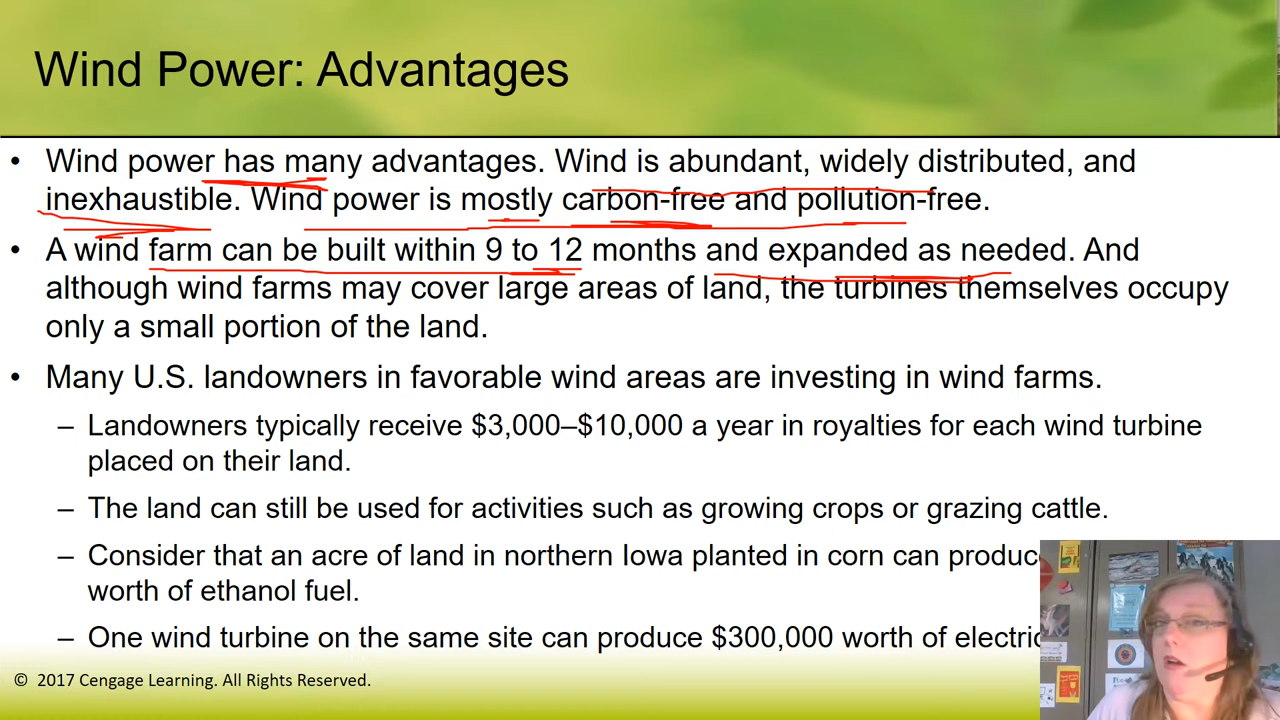 Wind Power: Advantages
• Wind power has many advantages. Wind is abundant, widely distributed, and
inexhaustible. Wind power is mostly carbon-free and pollution-free.
• A wind farm can be built within 9 to 12 months and expanded as needed. And
although wind farms may cover large areas of land, the turbines themselves occupy
only a small portion of the land.
• Many U.S. landowners in favorable wind areas are investing in wind farms.
– Landowners typically receive $3,000–$10,000 a year in royalties for each wind turbine
placed on their land.
– The land can still be used for activities such as growing crops or grazing cattle.
– Consider that an acre of land in northern Iowa planted in corn can produc
worth of ethanol fuel.
– One wind turbine on the same site can produce $300,000 worth of electric
© 2017 Cengage Learning. All Rights Reserved.